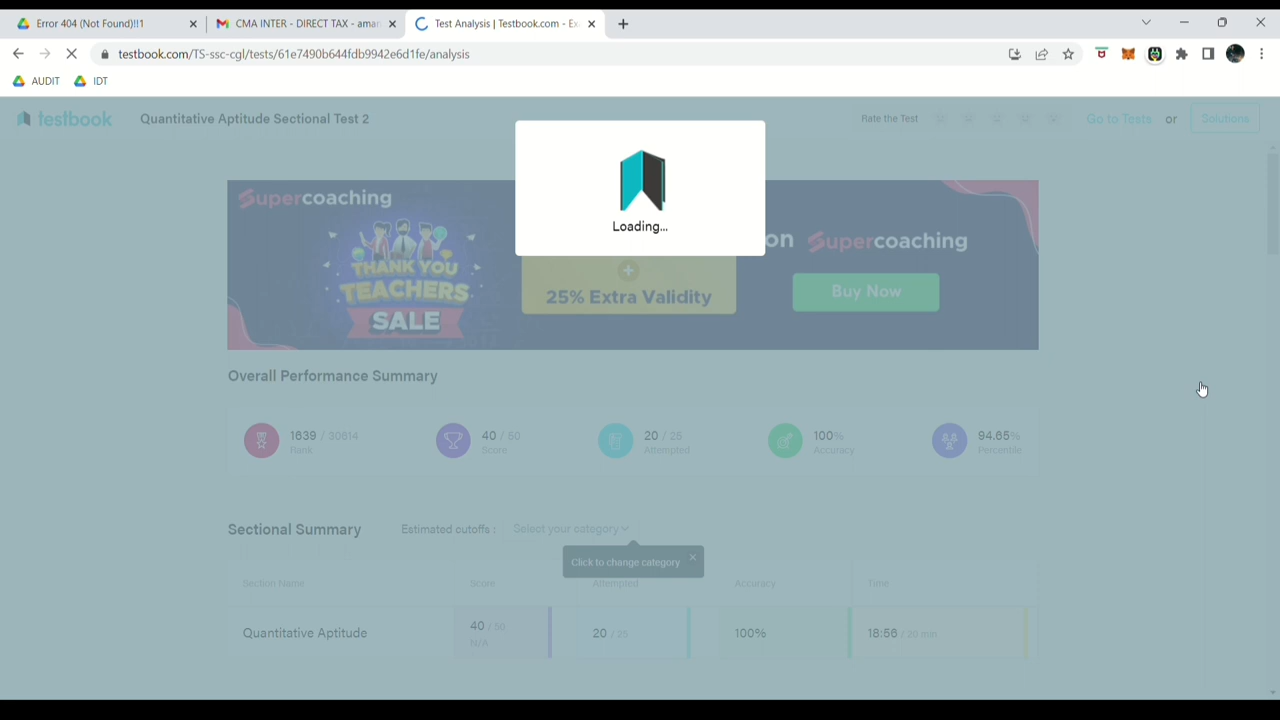 Error 404 (Not Found)!!1
CMA INTER - DIRECT TAX - aman
Test Analysis | Testbook.com - Ex
testbook.com/TS-ssc-cgl/tests/61e7490b644fdb9942e6d1fe/analysis
AUDIT
IDT
testbook
Quantitative Aptitude Sectional Test 2
Rate the Test
Go to Tests or Solutions
Supercoaching
THANK YOU
TEACHERS
SALE
Loading...
on Supercoaching
25% Extra Validity
Buy Now
Overall Performance Summary
1639 / 30614
Rank
40 / 50
Score
20 / 25
Attempted
100%
Accuracy
94.65%
Percentile
Sectional Summary
Estimated cutoffs :
Select your category
Click to change category
Section Name
Score
Attempted
Accuracy
Time
Quantitative Aptitude
40 / 50
N/A
20 / 25
100%
18:56 / 20 min